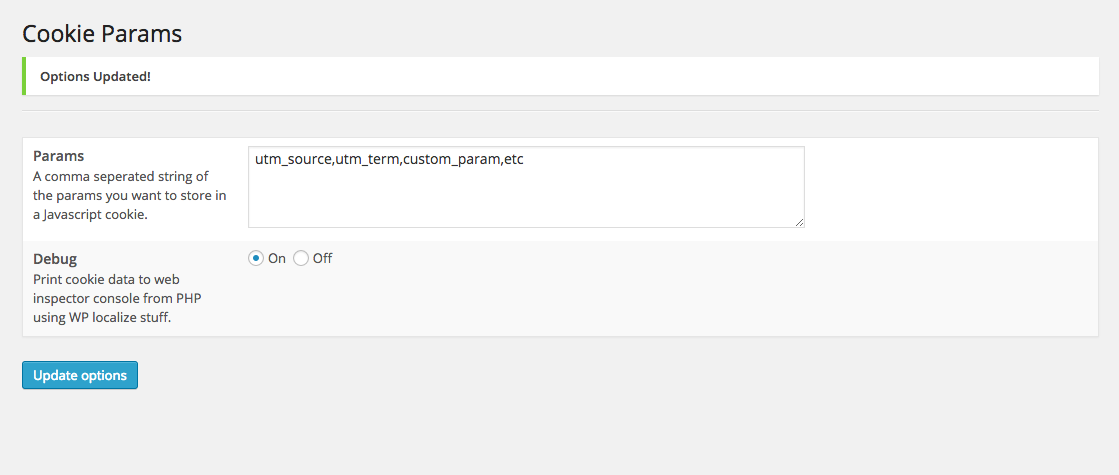 Cookie Params
Options Updated!
Params
A comma seperated string of
the params you want to store in
a Javascript cookie.
utm_source,utm_term,custom_param,etc
Debug
Print cookie data to web
inspector console from PHP
using WP localize stuff.
On Off
Update options